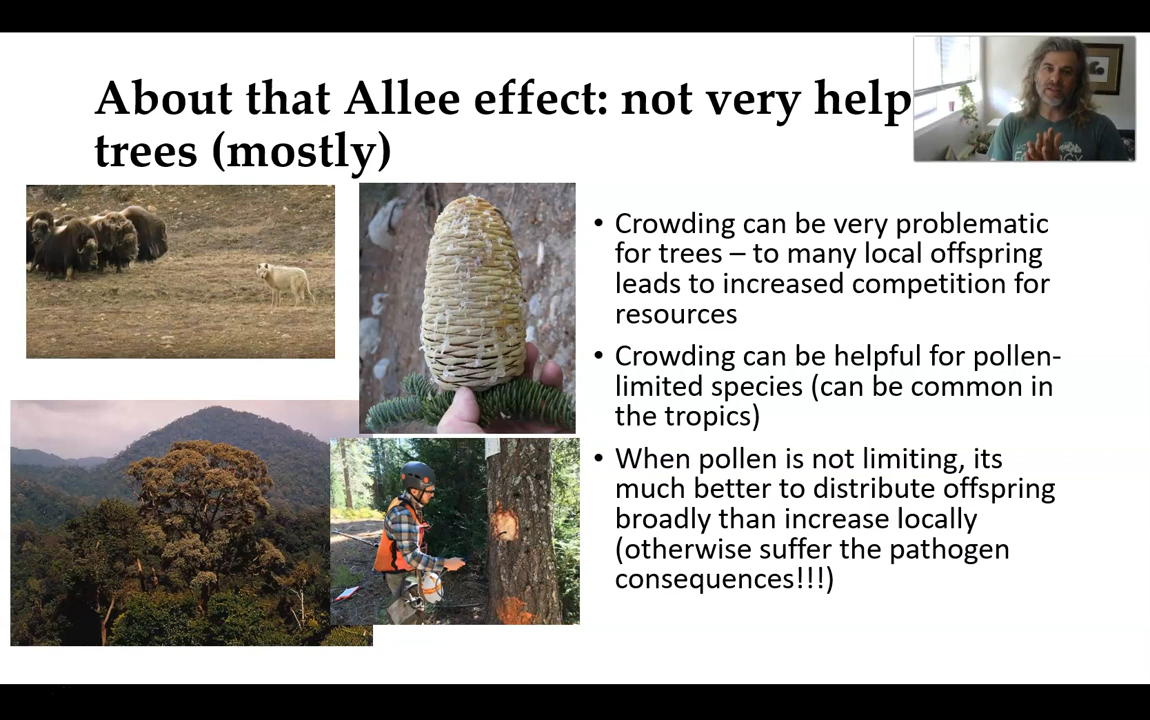 About that Allee effect: not very help
trees (mostly)
• Crowding can be very problematic
for trees – to many local offspring
leads to increased competition for
resources
• Crowding can be helpful for pollen-
limited species (can be common in
the tropics)
• When pollen is not limiting, its
much better to distribute offspring
broadly than increase locally
(otherwise suffer the pathogen
consequences!!!)